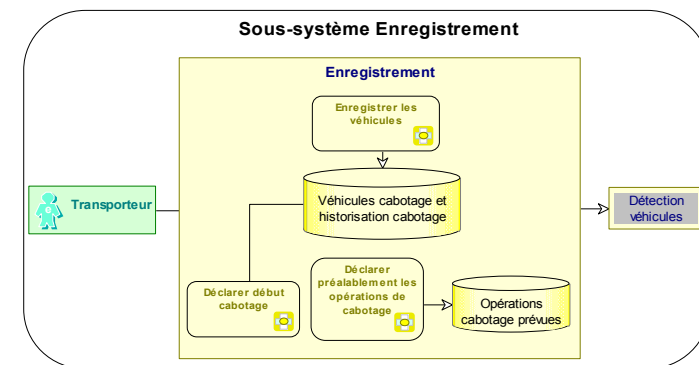 Sous-système Enregistrement
Enregistrement
Enregistrer les
véhicules
Transporteur
Véhicules cabotage et
historisation cabotage
Détection
véhicules
Déclarer début
cabotage
Déclarer
préalablement les
opérations de
cabotage
Opérations
cabotage prévues